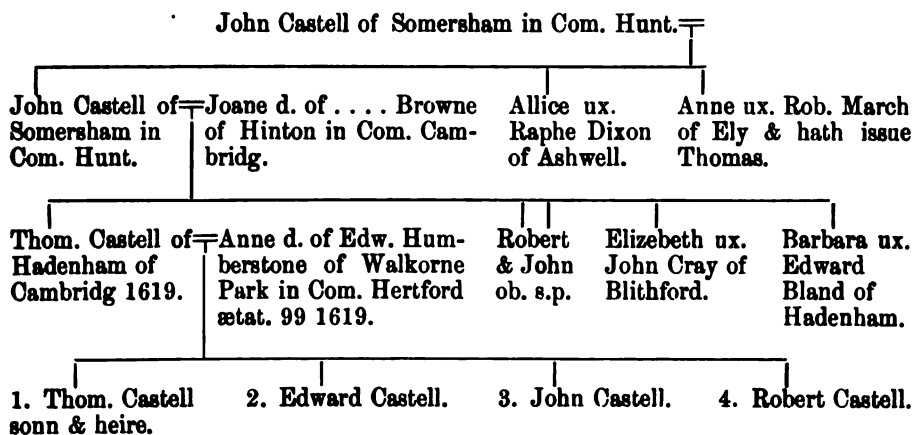 John Castell of Somersham in Com. Hunt.
John Castell of
Somersham in
Com. Hunt.
Joane d. of .... Browne
of Hinton in Com. Cam-
bridg.
Allice ux.
Raphe Dixon
of Ashwell.
Anne ux. Rob. March
of Ely & hath issue
Thomas.
Thom. Castell of
Hadenham of
Cambridg 1619.
Anne d. of Edw. Hum-
berstone of Walkorne
Park in Com. Hertford
ætat. 99 1619.
Robert
& John
ob. s.p.
Elizebeth ux.
John Cray of
Blithford.
Barbara ux.
Edward
Bland of
Hadenham.
1. Thom. Castell
sonn & heire.
2. Edward Castell.
3. John Castell.
4. Robert Castell.